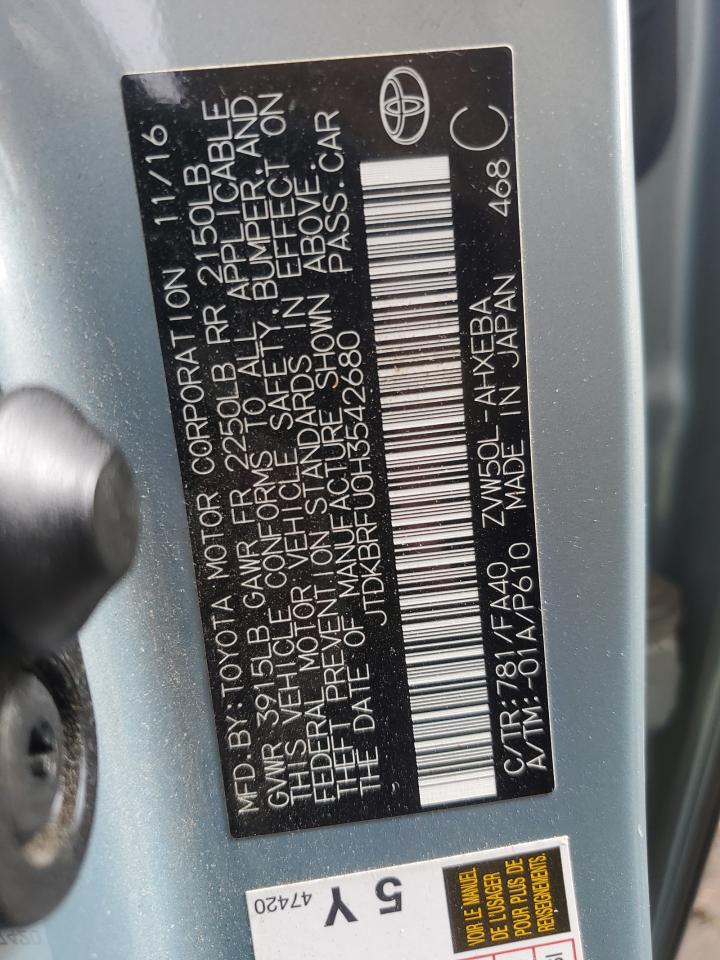 MFD.BY:TOYOTA MOTOR CORPORATION 11/16
GVWR 3915LB GAWR FR 2250LB RR 2150LB
THIS VEHICLE CONFORMS TO ALL APPLICABLE
FEDERAL MOTOR VEHICLE SAFETY,BUMPER,AND
THEFT PREVENTION STANDARDS IN EFFECT ON
THE DATE OF MANUFACTURE SHOWN ABOVE.
JTDKBRFU0H3542680 PASS.CAR
C/TR:781/FA40 ZVW50L-AHXEBA
A/TM:-01A/P610 MADE IN JAPAN 468 C
5 Y
47420
VOIR LE MANUEL
DE L'USAGER
POUR PLUS DE
RENSEIGNEMENTS.